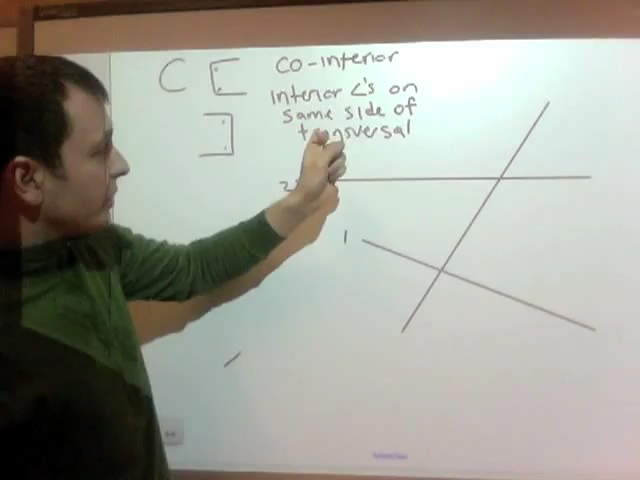 C [ co-interior
interior ∠'s on
same side of
transversal
]
2
1